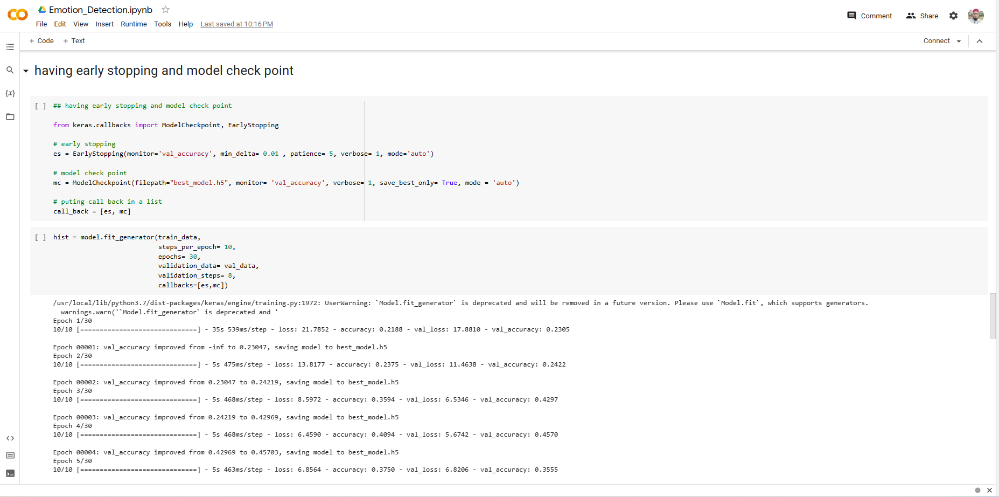 Emotion_Detection.ipynb
File Edit View Insert Runtime Tools Help Last saved at 10:16 PM
Comment Share
+ Code + Text
Connect
{x}
having early stopping and model check point
[ ] ## having early stopping and model check point
from keras.callbacks import ModelCheckpoint, EarlyStopping
# early stopping
es = EarlyStopping(monitor='val_accuracy', min_delta= 0.01 , patience= 5, verbose= 1, mode='auto')
# model check point
mc = ModelCheckpoint(filepath="best_model.h5", monitor= 'val_accuracy', verbose= 1, save_best_only= True, mode = 'auto')
# puting call back in a list
call_back = [es, mc]
[ ] hist = model.fit_generator(train_data,
steps_per_epoch= 10,
epochs= 30,
validation_data= val_data,
validation_steps= 8,
callbacks=[es,mc])
/usr/local/lib/python3.7/dist-packages/keras/engine/training.py:1972: UserWarning: `Model.fit_generator` is deprecated and will be removed in a future version. Please use `Model.fit`, which supports generators.
warnings.warn('`Model.fit_generator` is deprecated and '
Epoch 1/30
10/10 [==============================] - 35s 539ms/step - loss: 21.7852 - accuracy: 0.2188 - val_loss: 17.8810 - val_accuracy: 0.2305
Epoch 00001: val_accuracy improved from -inf to 0.23047, saving model to best_model.h5
Epoch 2/30
10/10 [==============================] - 5s 475ms/step - loss: 13.8177 - accuracy: 0.2375 - val_loss: 11.4638 - val_accuracy: 0.2422
Epoch 00002: val_accuracy improved from 0.23047 to 0.24219, saving model to best_model.h5
Epoch 3/30
10/10 [==============================] - 5s 468ms/step - loss: 8.5972 - accuracy: 0.3594 - val_loss: 6.5346 - val_accuracy: 0.4297
Epoch 00003: val_accuracy improved from 0.24219 to 0.42969, saving model to best_model.h5
Epoch 4/30
10/10 [==============================] - 5s 468ms/step - loss: 6.4590 - accuracy: 0.4094 - val_loss: 5.6742 - val_accuracy: 0.4570
Epoch 00004: val_accuracy improved from 0.42969 to 0.45703, saving model to best_model.h5
Epoch 5/30
10/10 [==============================] - 5s 463ms/step - loss: 6.8564 - accuracy: 0.3750 - val_loss: 6.8206 - val_accuracy: 0.3555